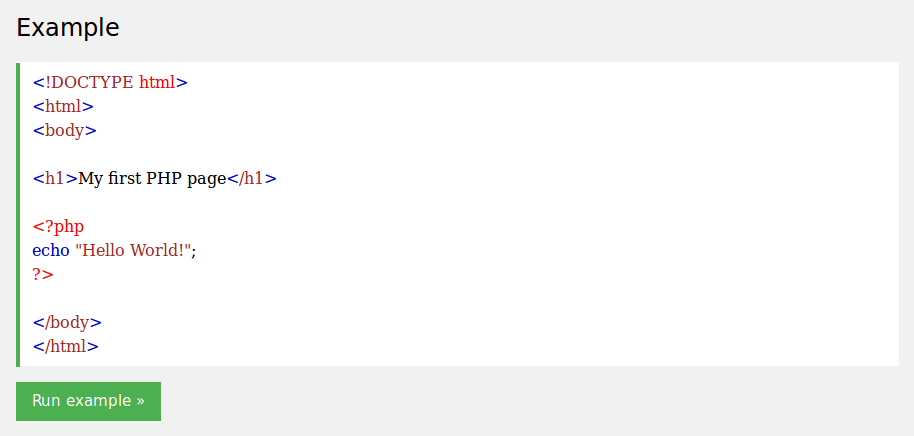 Example
<!DOCTYPE html>
<html>
<body>
<h1>My first PHP page</h1>
<?php
echo "Hello World!";
?>
</body>
</html>
Run example »